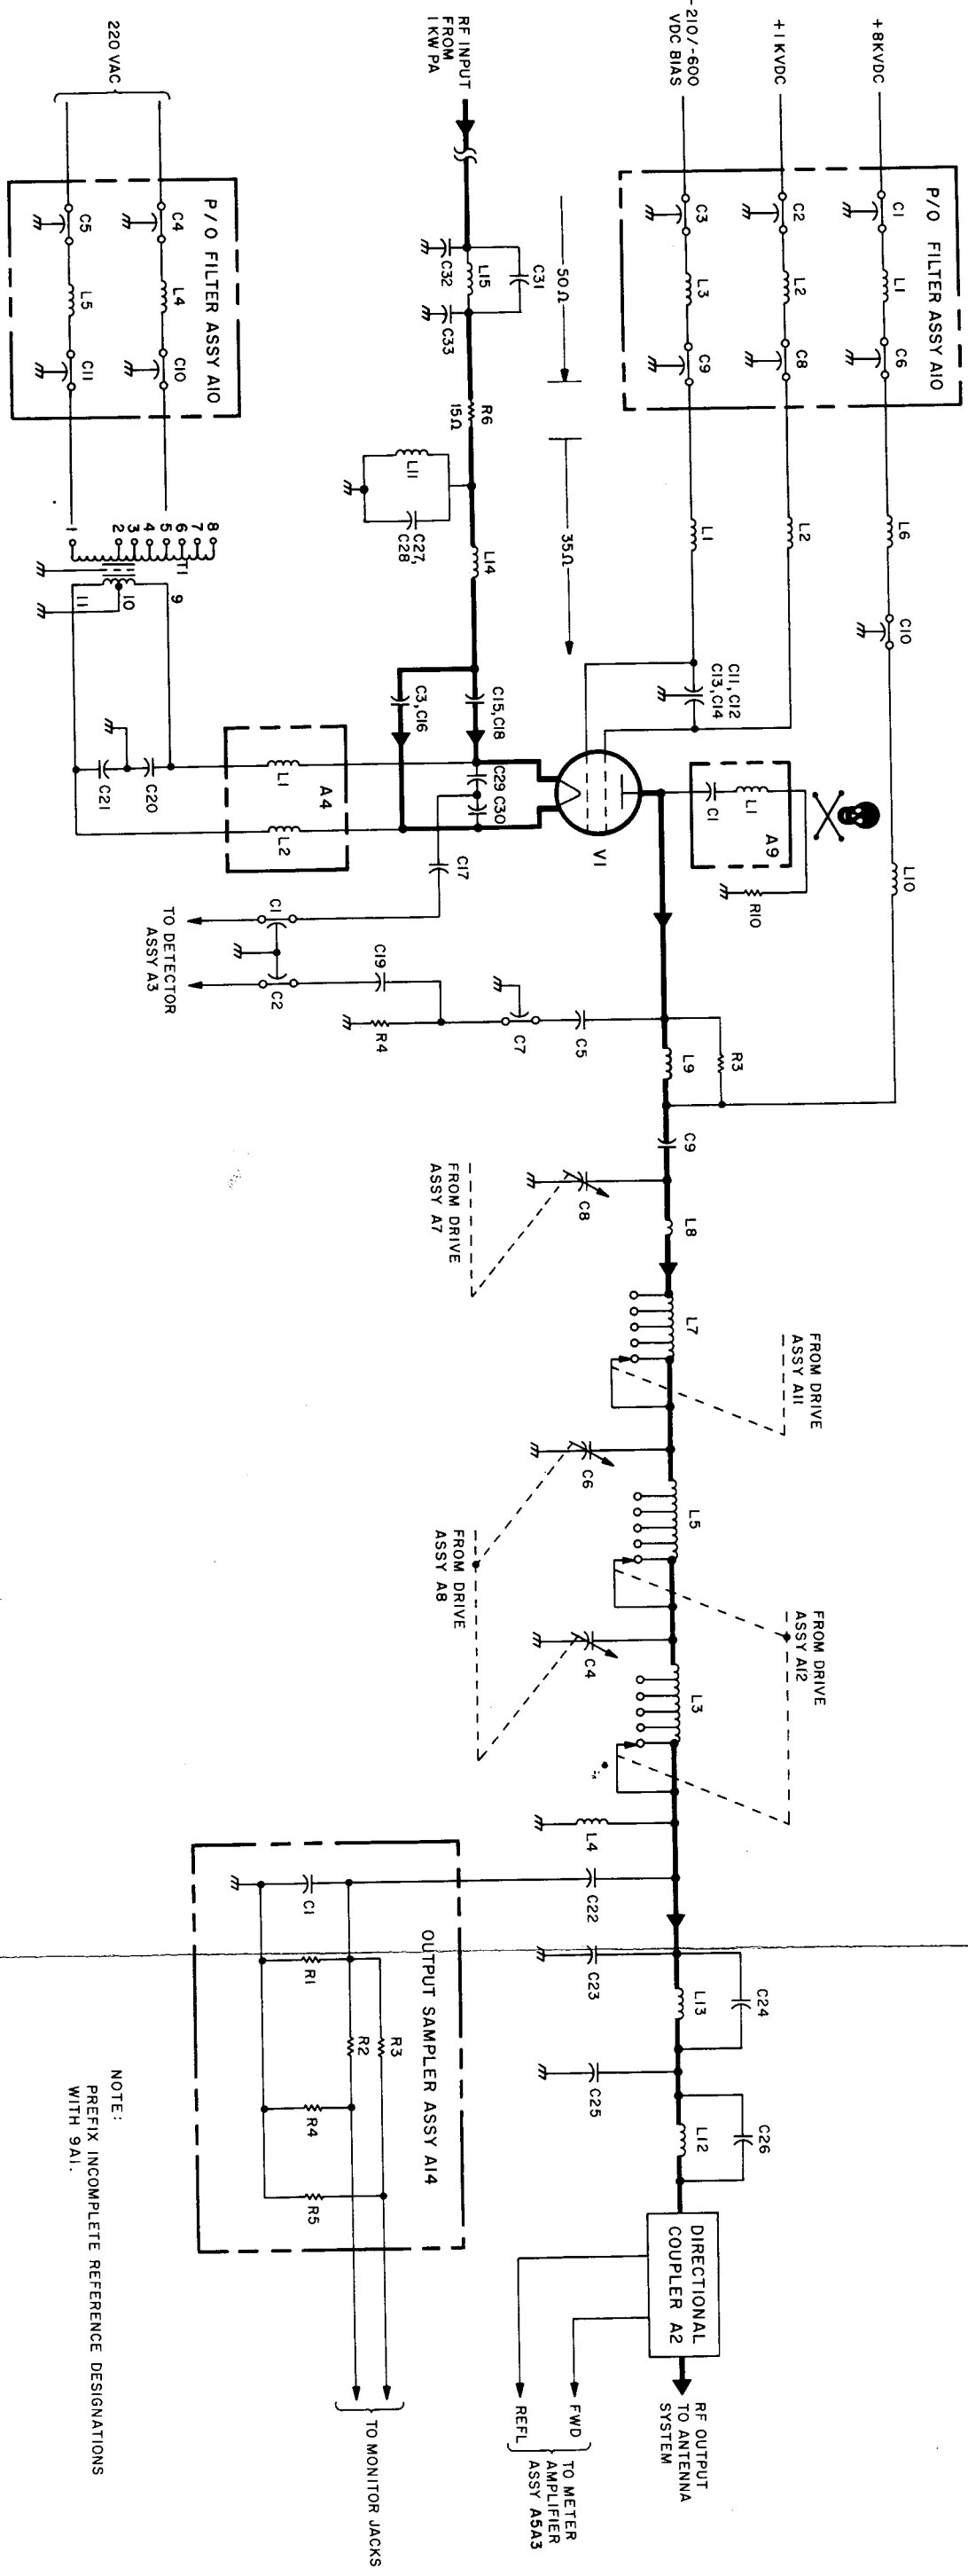 +8KVDC
+1KVDC
-210/-600
VDC BIAS
RF INPUT
FROM
1 KW PA
220 VAC
P/O FILTER ASSY A10
C1
L1
C6
C2
L2
C8
C3
L3
C9
L6
C10
L10
L2
L1
50Ω
35Ω
C31
L15
C32
C33
R6
15Ω
L11
C27,
C28
L14
P/O FILTER ASSY A10
C4
L4
C10
C5
L5
C11
8
7
6
5
4
3
2
1
T1
9
10
11
C20
C21
A4
L1
L2
C3,C16
C15,C18
C29
C30
C17
C11, C12
C13, C14
V1
A9
C1
L1
R10
C1
C2
TO DETECTOR
ASSY A3
C19
R4
C7
C5
L9
R3
C9
C8
FROM DRIVE
ASSY A7
L8
L7
FROM DRIVE
ASSY A11
C6
L5
FROM DRIVE
ASSY A8
FROM DRIVE
ASSY A12
C4
L3
L4
C22
OUTPUT SAMPLER ASSY A14
C1
R1
R2
R3
R4
R5
C23
L13
C24
C25
L12
C26
DIRECTIONAL
COUPLER A2
RF OUTPUT
TO ANTENNA
SYSTEM
FWD
REFL
TO METER
AMPLIFIER
ASSY A5A3
TO MONITOR JACKS
NOTE:
PREFIX INCOMPLETE REFERENCE DESIGNATIONS
WITH 9A1.